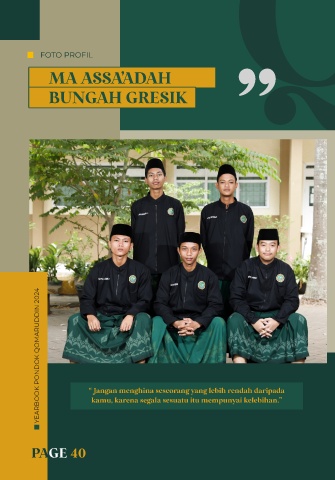 FOTO PROFIL
MA ASSA'ADAH
BUNGAH GRESIK
”
YEARBOOK PONDOK QOMARUDDIN 2024
" Jangan menghina seseorang yang lebih rendah daripada
kamu, karena segala sesuatu itu mempunyai kelebihan."
PAGE 40